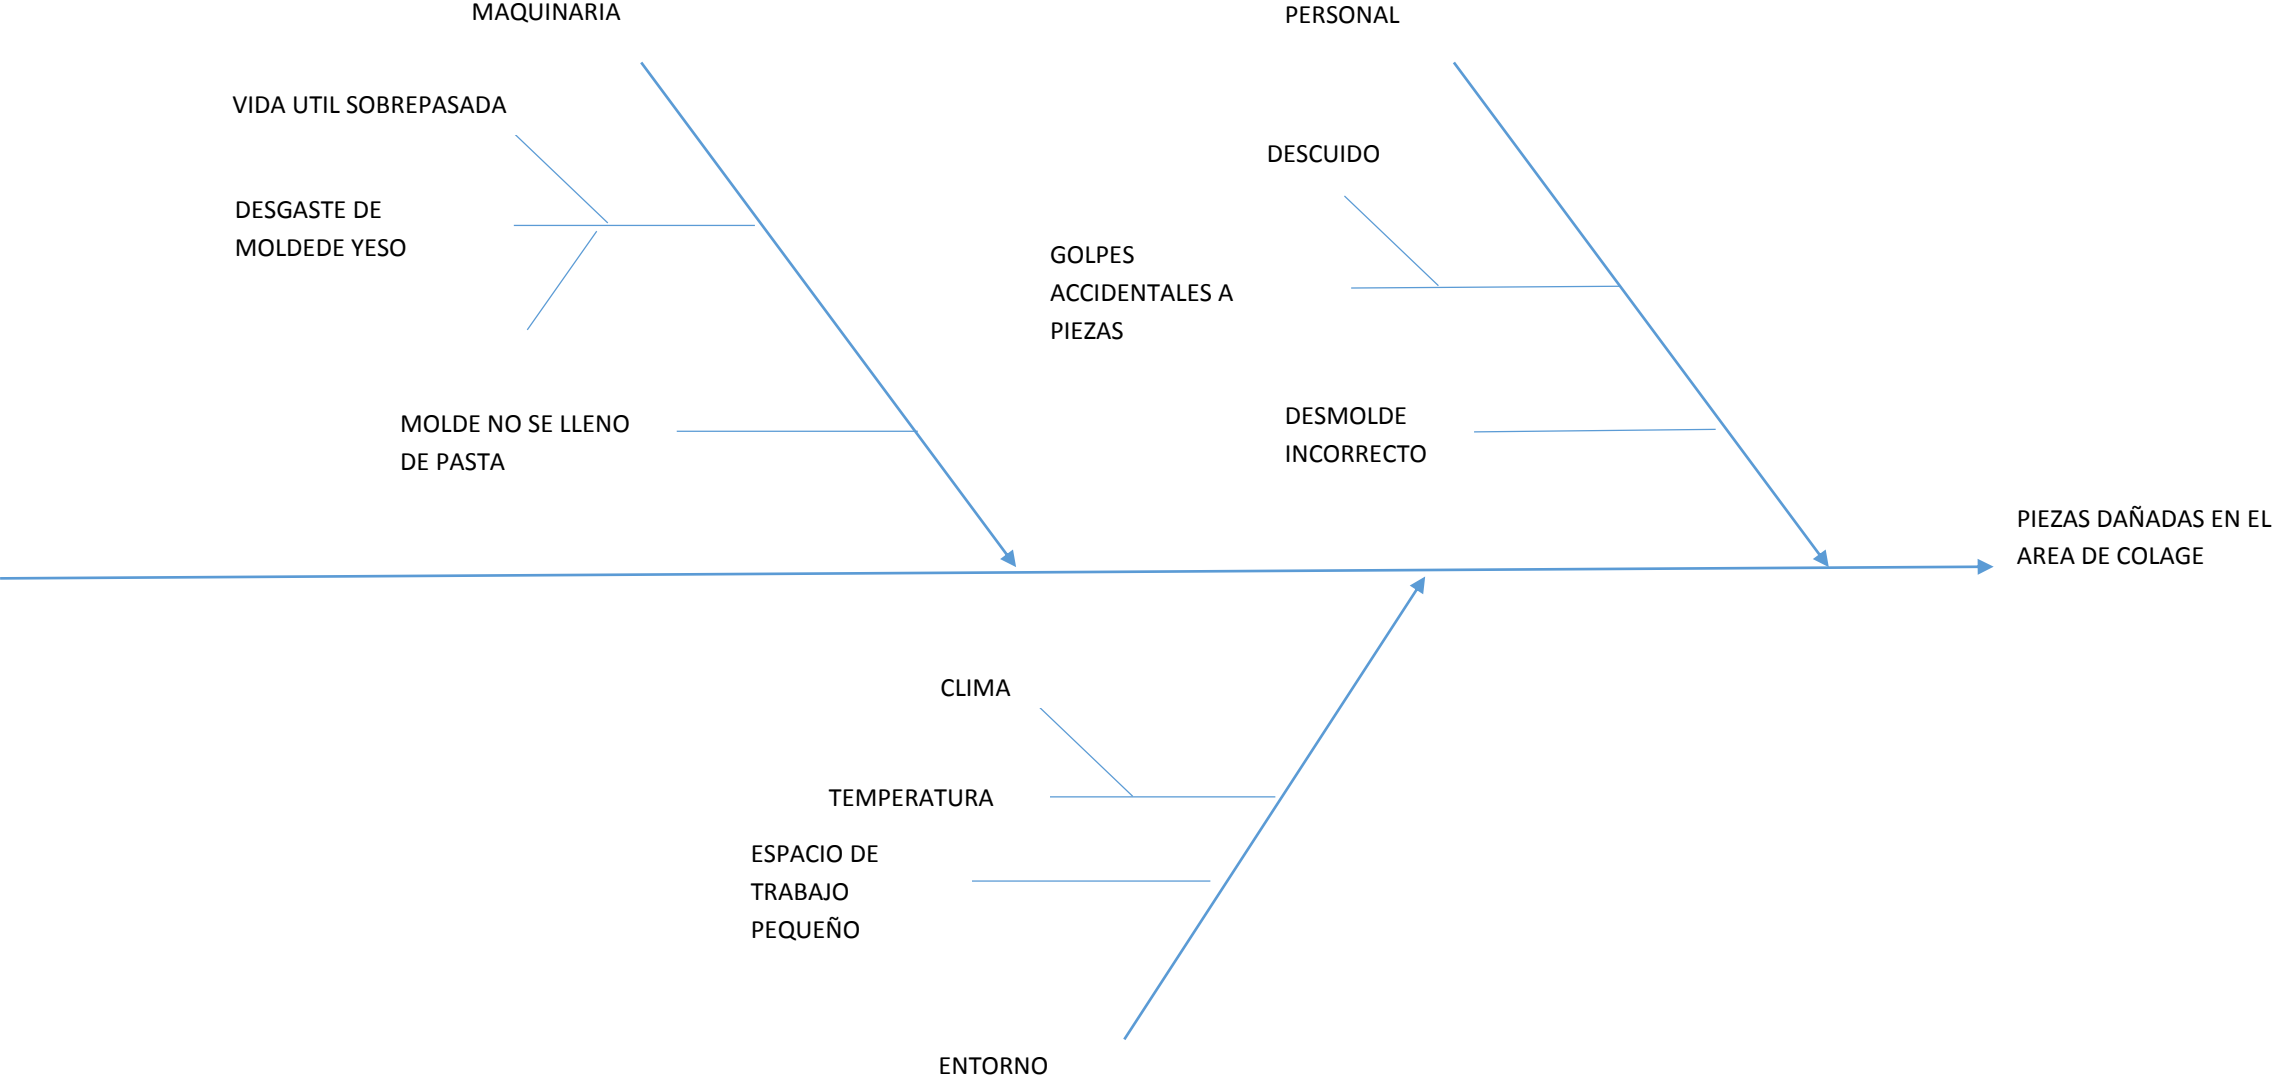 MAQUINARIA
PERSONAL
VIDA UTIL SOBREPASADA
DESCUIDO
DESGASTE DE
MOLDEDE YESO
GOLPES
ACCIDENTALES A
PIEZAS
MOLDE NO SE LLENO
DE PASTA
DESMOLDE
INCORRECTO
PIEZAS DAÑADAS EN EL
AREA DE COLAGE
CLIMA
TEMPERATURA
ESPACIO DE
TRABAJO
PEQUEÑO
ENTORNO